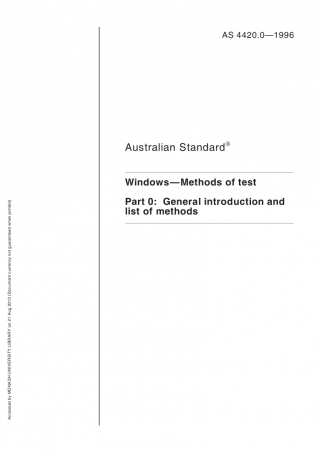 AS 4420.0—1996
Australian Standard®
Windows—Methods of test
Part 0: General introduction and
list of methods
Accessed by MONASH UNIVERSITY LIBRARY on 21 Aug 2013 (Document currency not guaranteed when printed)